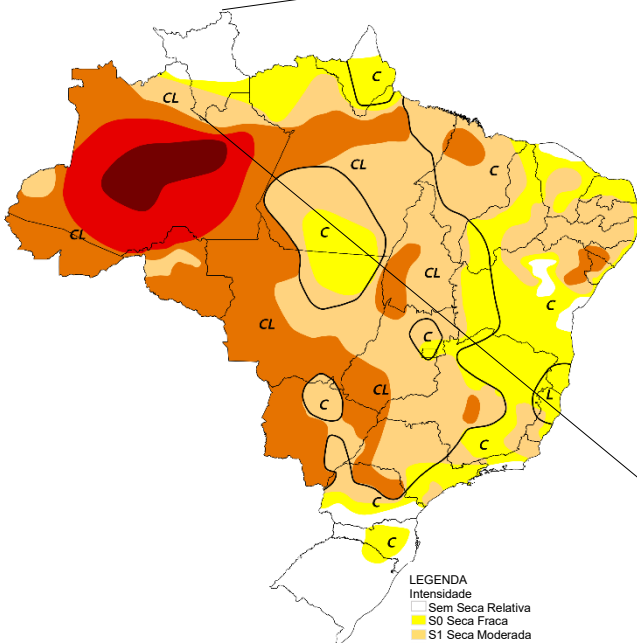 C
CL
CL
C
CL
C
CL
C
CL
C
L
C
CL
C
C
C
LEGENDA
Intensidade
Sem Seca Relativa
S0 Seca Fraca
S1 Seca Moderada